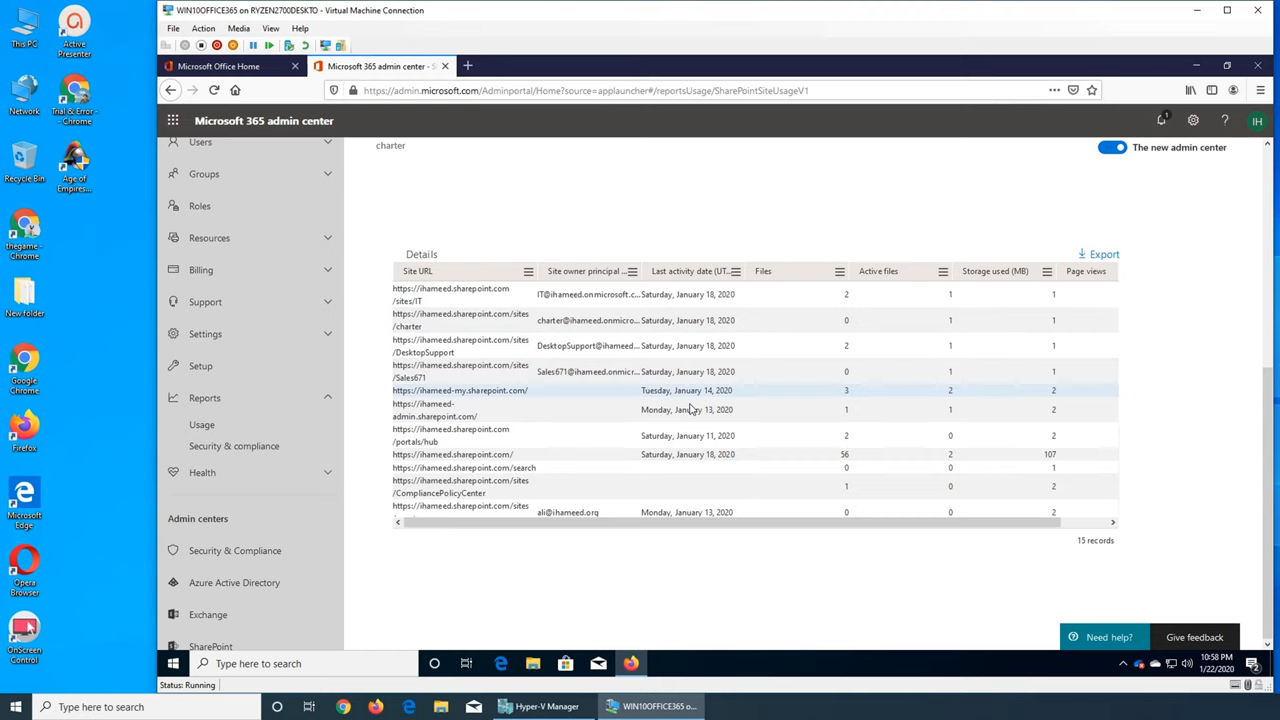 WIN10OFFICE365 on RYZEN2700DESKTO - Virtual Machine Connection
File Action Media View Help
Microsoft Office Home
Microsoft 365 admin center - S
https://admin.microsoft.com/Adminportal/Home?source=applauncher#/reportsUsage/SharePointSiteUsageV1
Microsoft 365 admin center
1
IH
Users
Groups
Roles
Resources
Billing
Support
Settings
Setup
Reports
Usage
Security & compliance
Health
Admin centers
Security & Compliance
Azure Active Directory
Exchange
SharePoint
charter
The new admin center
Details
Export
Site URL Site owner principal ... Last activity date (UT... Files Active files Storage used (MB) Page views
https://ihameed.sharepoint.com
/sites/IT IT@ihameed.onmicrosoft.c... Saturday, January 18, 2020 2 1 1
https://ihameed.sharepoint.com/sites
/charter charter@ihameed.onmicro... Saturday, January 18, 2020 0 1 1
https://ihameed.sharepoint.com/sites
/DesktopSupport DesktopSupport@ihameed... Saturday, January 18, 2020 2 1 1
https://ihameed.sharepoint.com/sites
/Sales671 Sales671@ihameed.onmicr... Saturday, January 18, 2020 0 1 1
https://ihameed-my.sharepoint.com/ Tuesday, January 14, 2020 3 2 2
https://ihameed-
admin.sharepoint.com/ Monday, January 13, 2020 1 1 2
https://ihameed.sharepoint.com
/portals/hub Saturday, January 11, 2020 2 0 2
https://ihameed.sharepoint.com/ Saturday, January 18, 2020 56 2 107
https://ihameed.sharepoint.com/search 0 0 1
https://ihameed.sharepoint.com/sites
/CompliancePolicyCenter 1 0 2
https://ihameed.sharepoint.com/sites
ali@ihameed.org Monday, January 13, 2020 0 0 2
15 records
Need help?
Give feedback
Type here to search
10:58 PM
1/22/2020
2
Status: Running
This PC
Active
Presenter
Network
Trial & Error -
- Chrome
Recycle Bin
Age of
Empires...
thegame -
Chrome
New folder
Google
Chrome
Firefox
Microsoft
Edge
Opera
Browser
OnScreen
Control
Type here to search
Hyper-V Manager
WIN10OFFICE365 o...